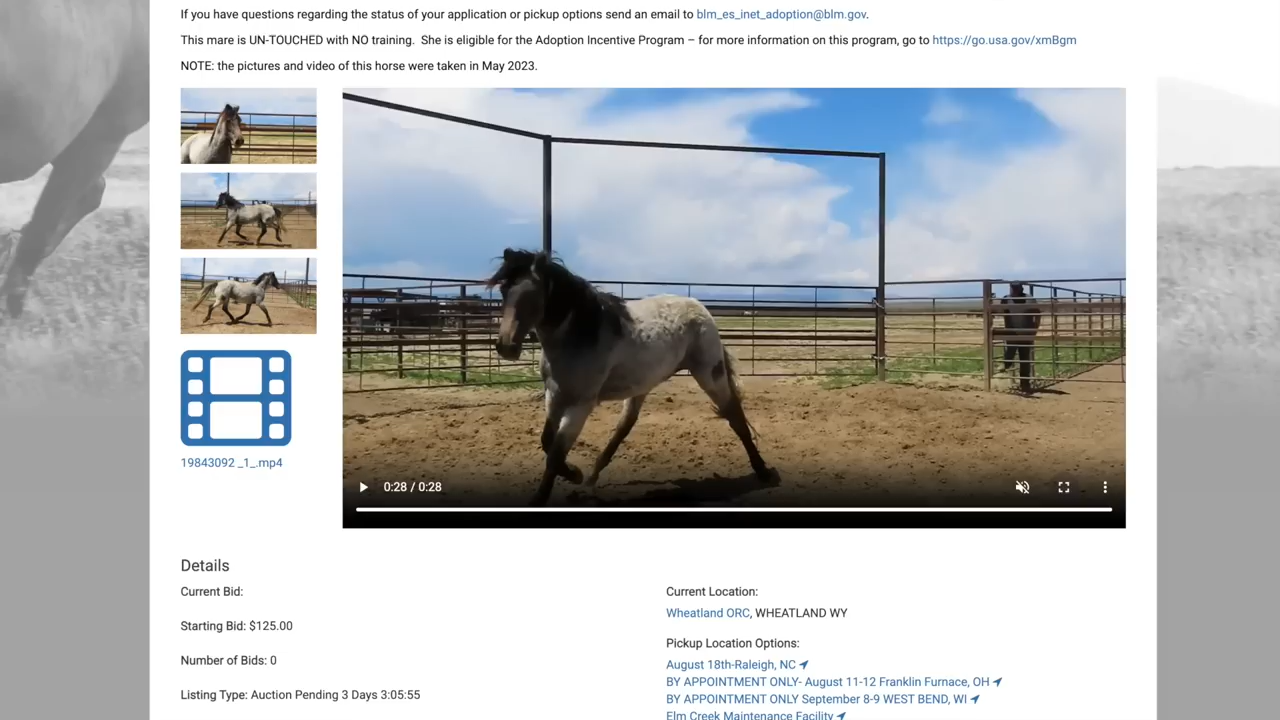 If you have questions regarding the status of your application or pickup options send an email to blm_es_inet_adoption@blm.gov.
This mare is UN-TOUCHED with NO training. She is eligible for the Adoption Incentive Program – for more information on this program, go to https://go.usa.gov/xmBgm
NOTE: the pictures and video of this horse were taken in May 2023.
19843092 _1_.mp4
0:28 / 0:28
Details
Current Bid:
Starting Bid: $125.00
Number of Bids: 0
Listing Type: Auction Pending 3 Days 3:05:55
Current Location:
Wheatland ORC, WHEATLAND WY
Pickup Location Options:
August 18th-Raleigh, NC
BY APPOINTMENT ONLY- August 11-12 Franklin Furnace, OH
BY APPOINTMENT ONLY September 8-9 WEST BEND, WI
Elm Creek Maintenance Facility